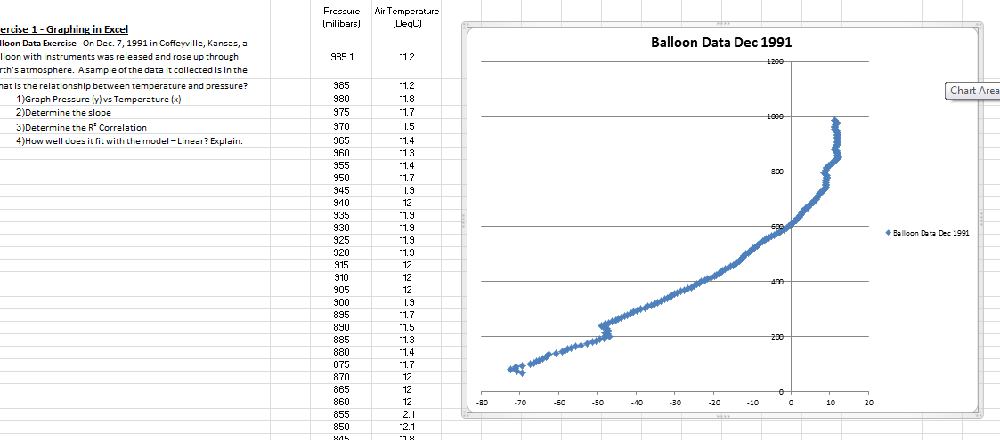 Pressure Air Temperature
(millibars) (DegC)
ercise 1 - Graphing in Excel
lloon Data Exercise - On Dec. 7, 1991 in Coffeyville, Kansas, a
lloon with instruments was released and rose up through
rth's atmosphere. A sample of the data it collected is in the
985.1 11.2
hat is the relationship between temperature and pressure?
1)Graph Pressure (y) vs Temperature (x)
2)Determine the slope
3)Determine the R² Correlation
4)How well does it fit with the model – Linear? Explain.
985 11.2
980 11.8
975 11.7
970 11.5
965 11.4
960 11.3
955 11.4
950 11.7
945 11.9
940 12
935 11.9
930 11.9
925 11.9
920 11.9
915 12
910 12
905 12
900 11.9
895 11.7
890 11.5
885 11.3
880 11.4
875 11.7
870 12
865 12
860 12
855 12.1
850 12.1
845 11.8
Balloon Data Dec 1991
Chart Area
1200
1000
800
600
400
200
0
-80 -70 -60 -50 -40 -30 -20 -10 0 10 20
Balloon Data Dec 1991